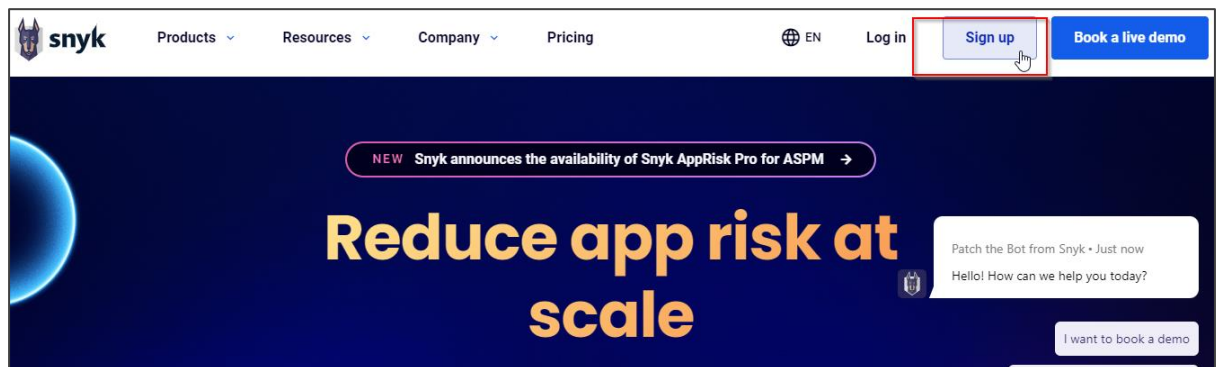 snyk Products Resources Company Pricing EN Log in Sign up Book a live demo
NEW Snyk announces the availability of Snyk AppRisk Pro for ASPM →
Reduce app risk at
scale
Patch the Bot from Snyk • Just now
Hello! How can we help you today?
I want to book a demo